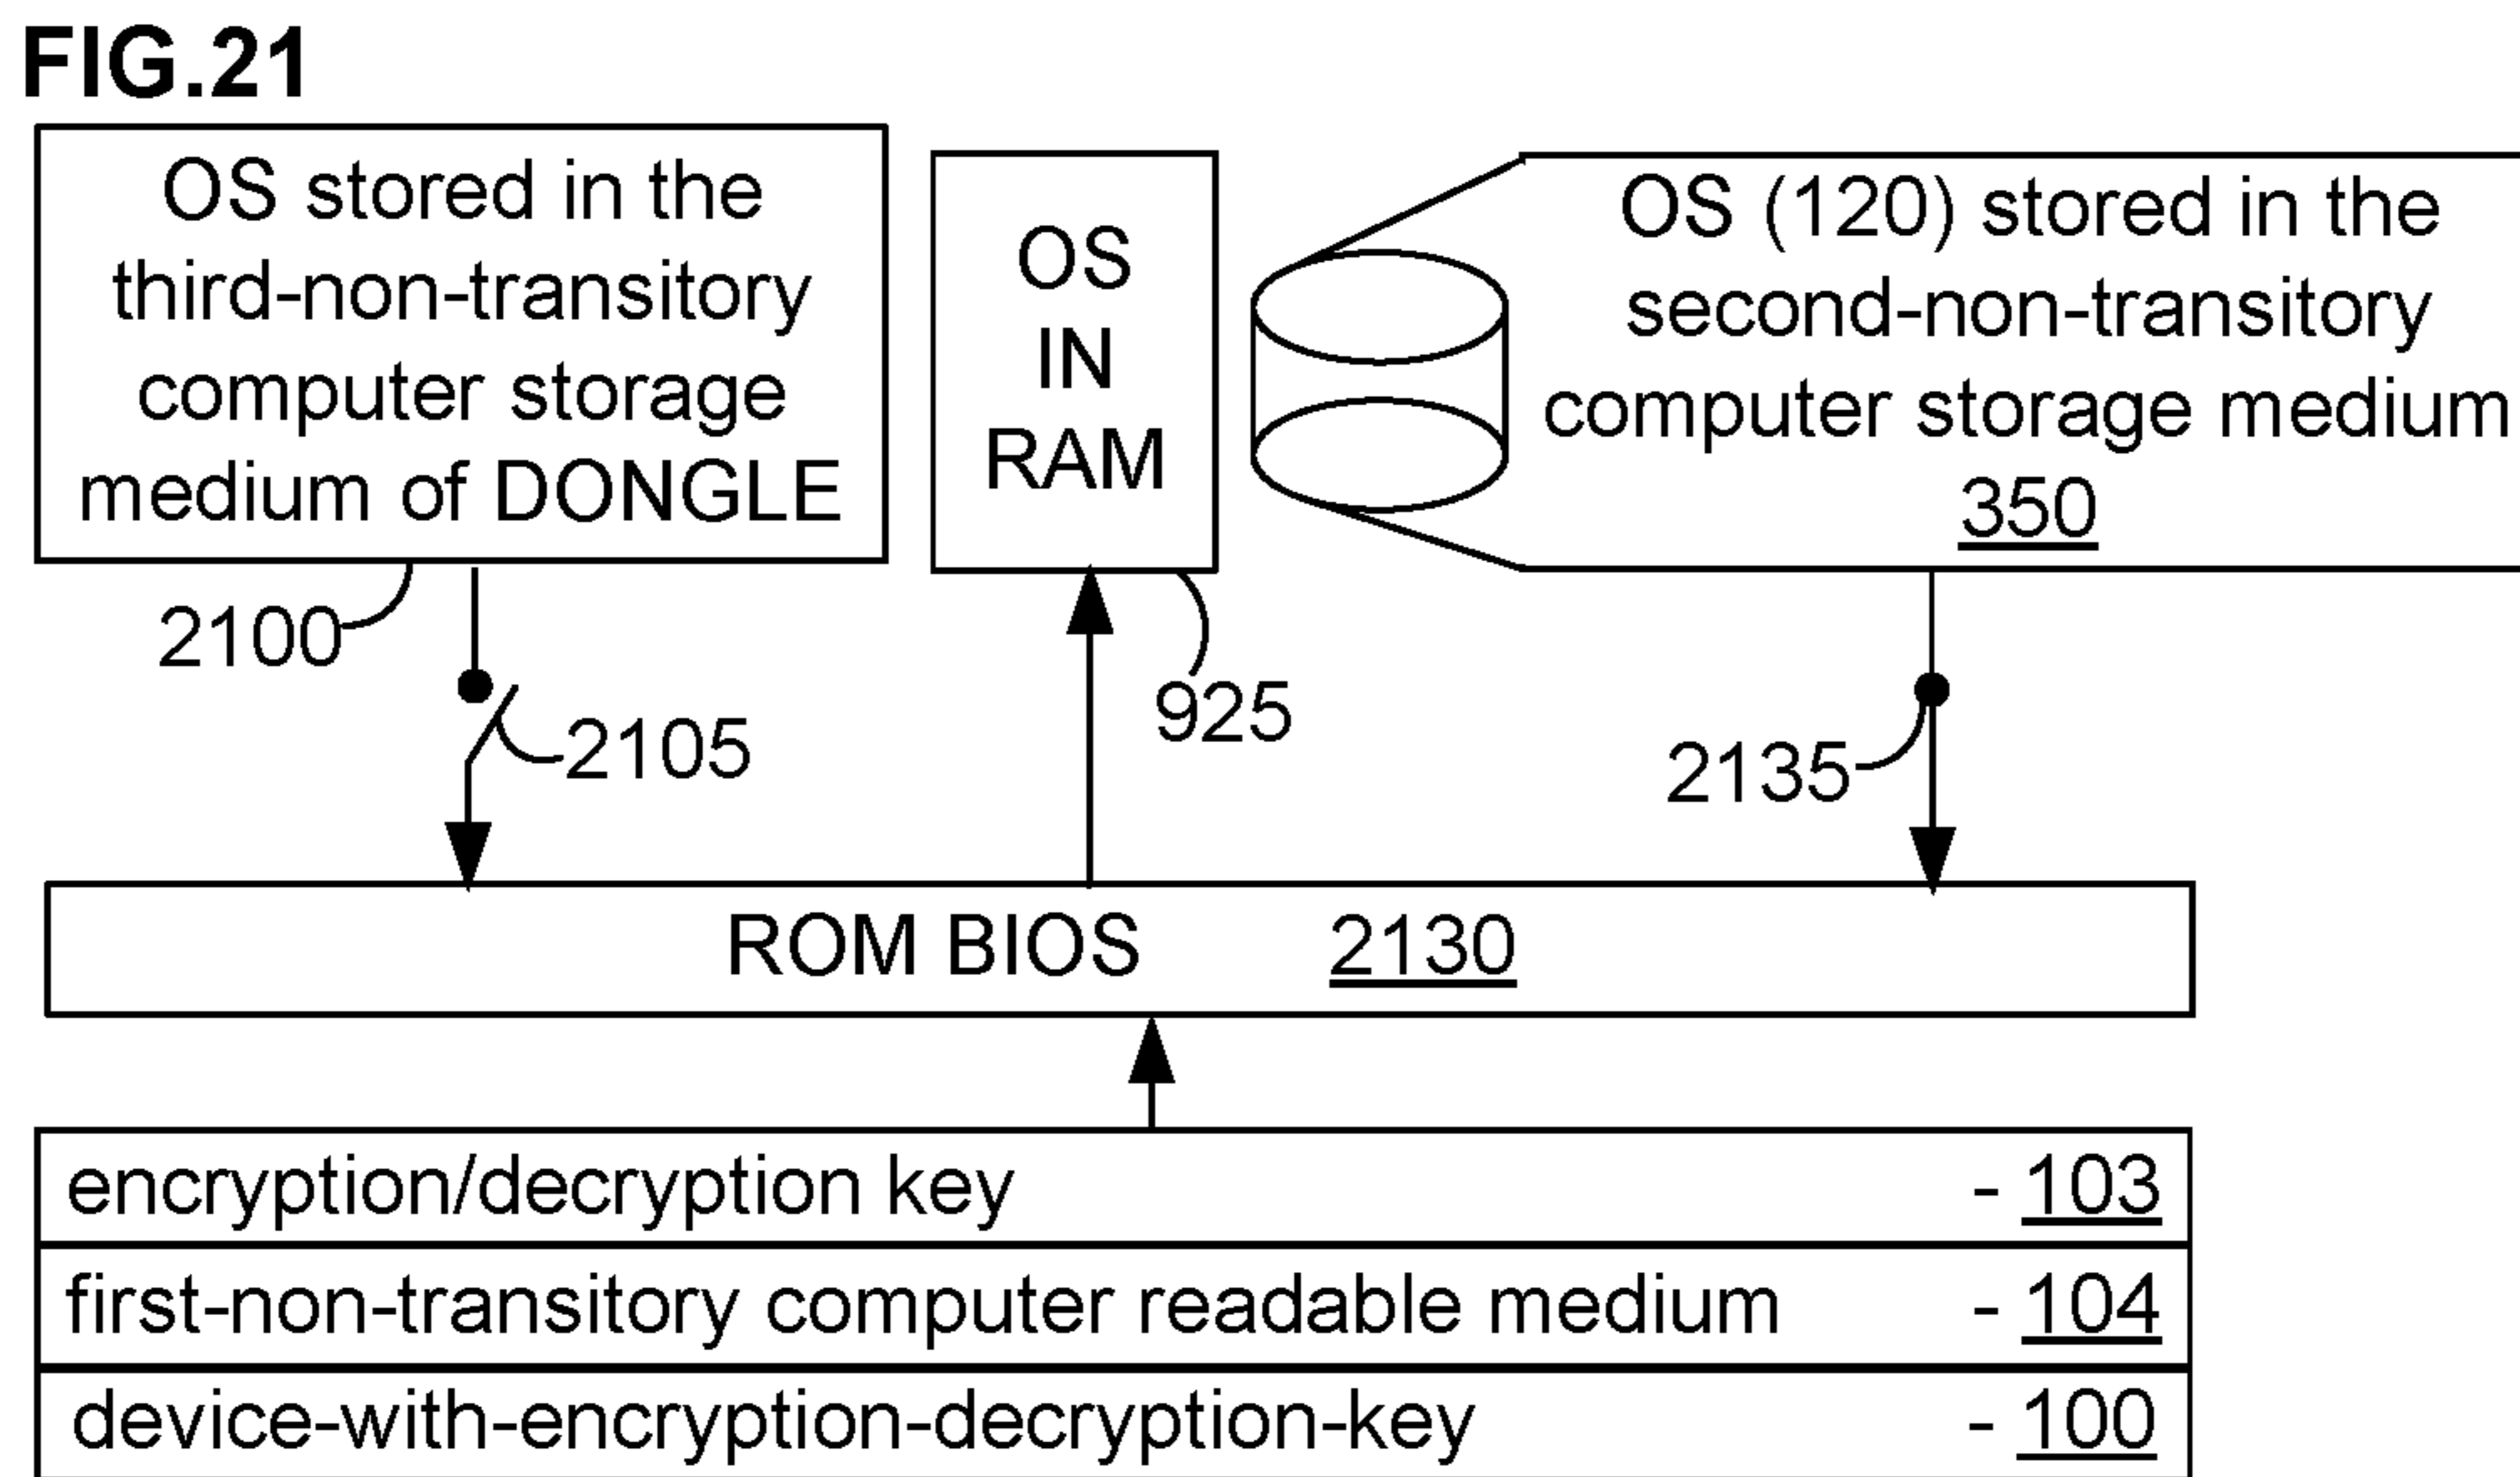 FIG.21
OS stored in the
third-non-transitory
computer storage
medium of DONGLE
OS
IN
RAM
OS (120) stored in the
second-non-transitory
computer storage medium
350
2100
2105
925
2135
ROM BIOS 2130
encryption/decryption key - 103
first-non-transitory computer readable medium - 104
device-with-encryption-decryption-key - 100